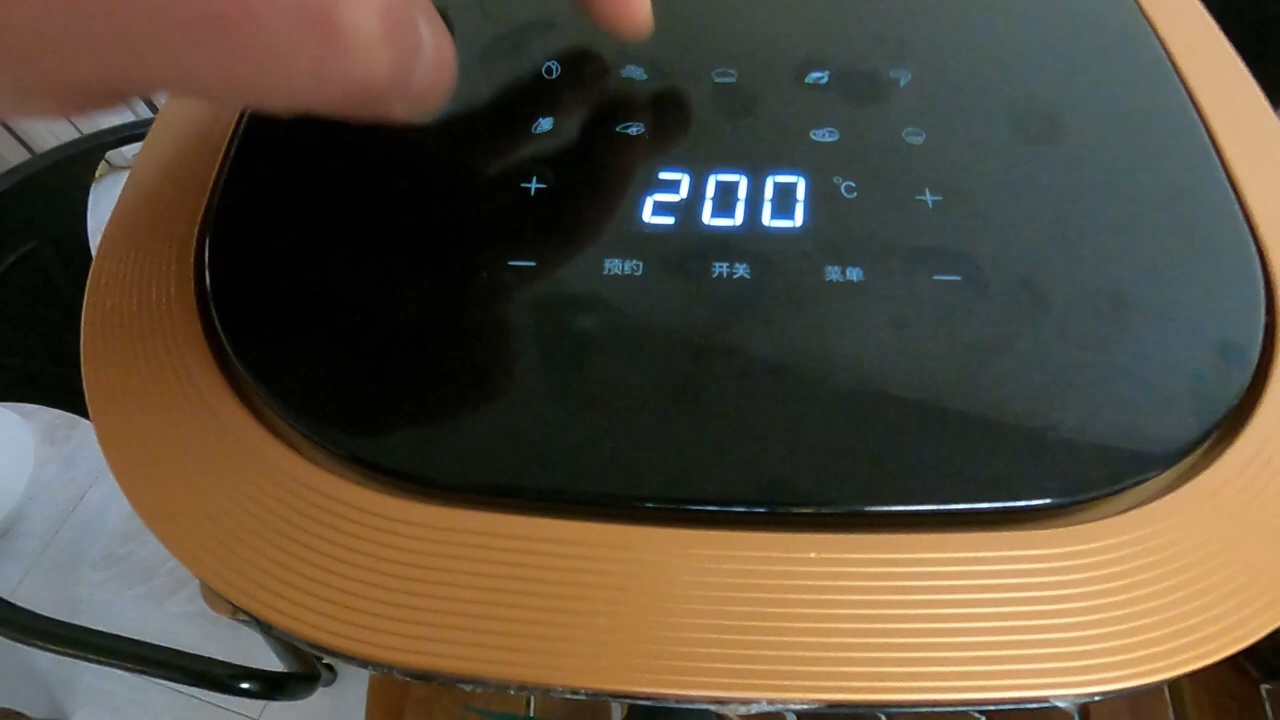 + 200 ℃ +
— 预约 开关 菜单 —